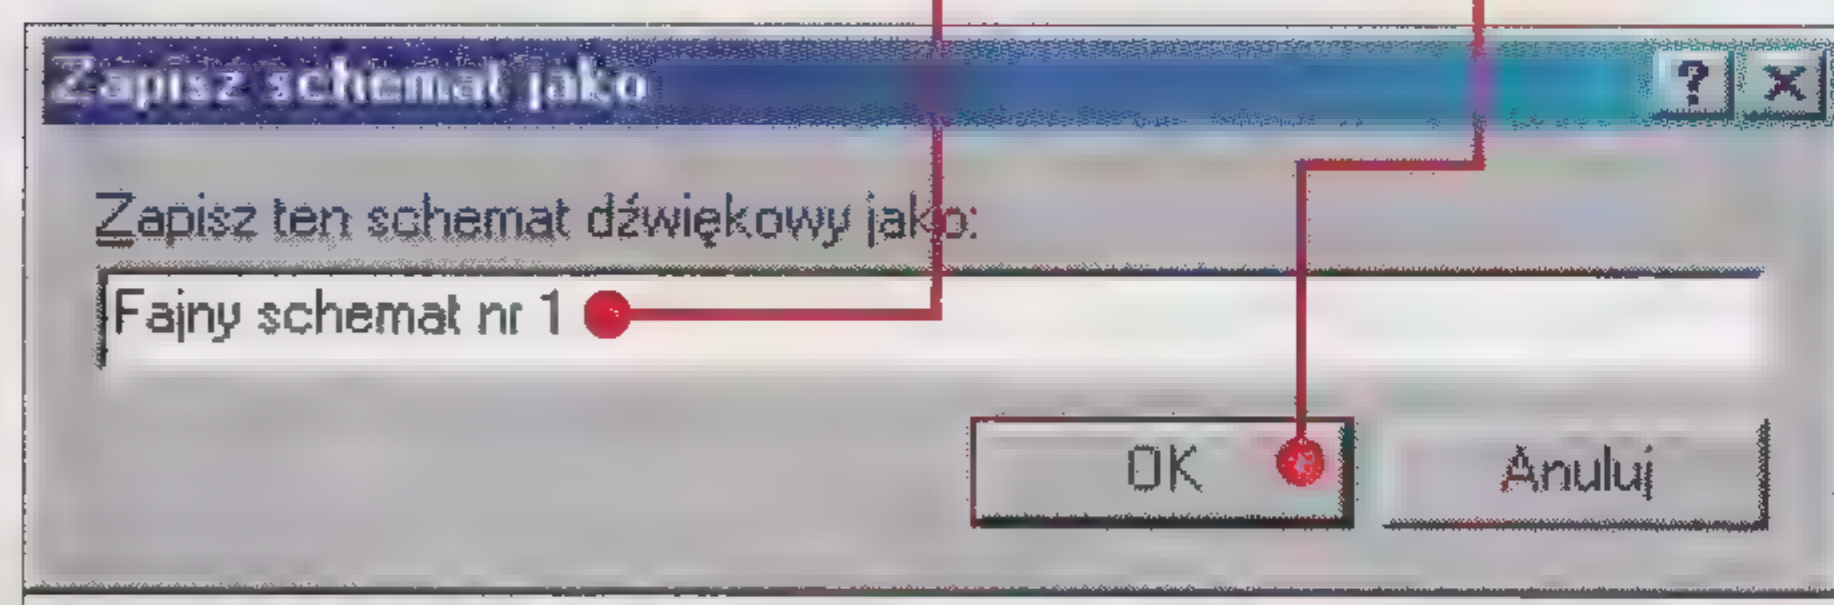 Zapisz schemat jako
? ×
Zapisz ten schemat dźwiękowy jako:
Fajny schemat nr 1
OK Anuluj